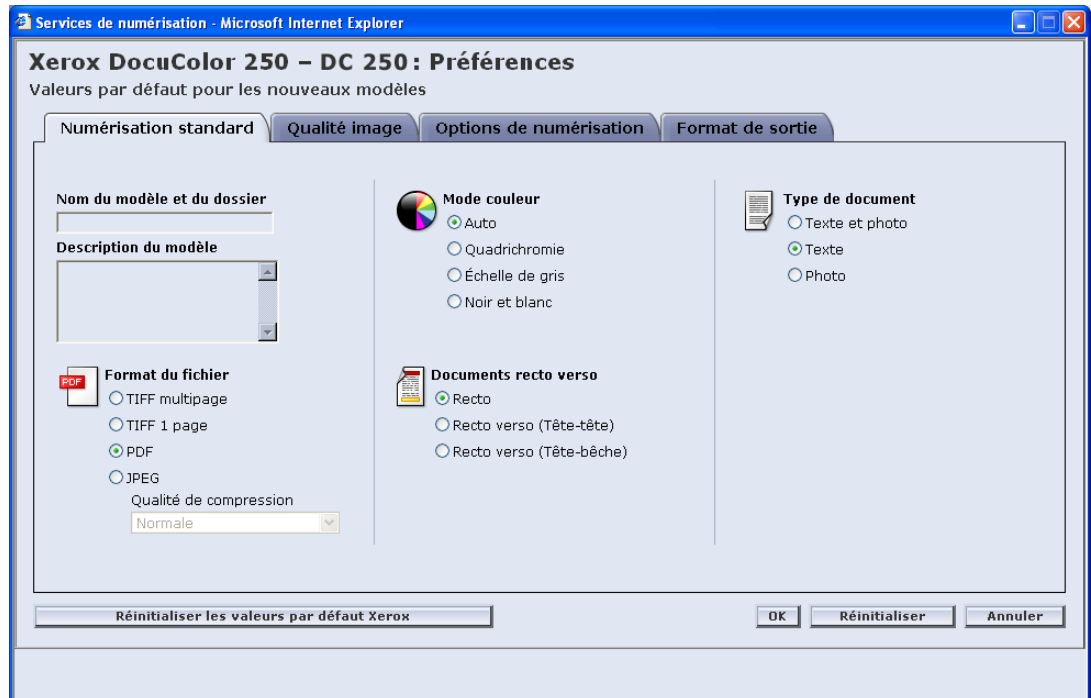 Services de numérisation - Microsoft Internet Explorer
Xerox DocuColor 250 – DC 250 : Préférences
Valeurs par défaut pour les nouveaux modèles
Numérisation standard
Qualité image
Options de numérisation
Format de sortie
Nom du modèle et du dossier
Description du modèle
PDF
Format du fichier
TIFF multipage
TIFF 1 page
PDF
JPEG
Qualité de compression
Normale
Mode couleur
Auto
Quadrichromie
Échelle de gris
Noir et blanc
Documents recto verso
Recto
Recto verso (Tête-tête)
Recto verso (Tête-bêche)
Type de document
Texte et photo
Texte
Photo
Réinitialiser les valeurs par défaut Xerox
OK
Réinitialiser
Annuler